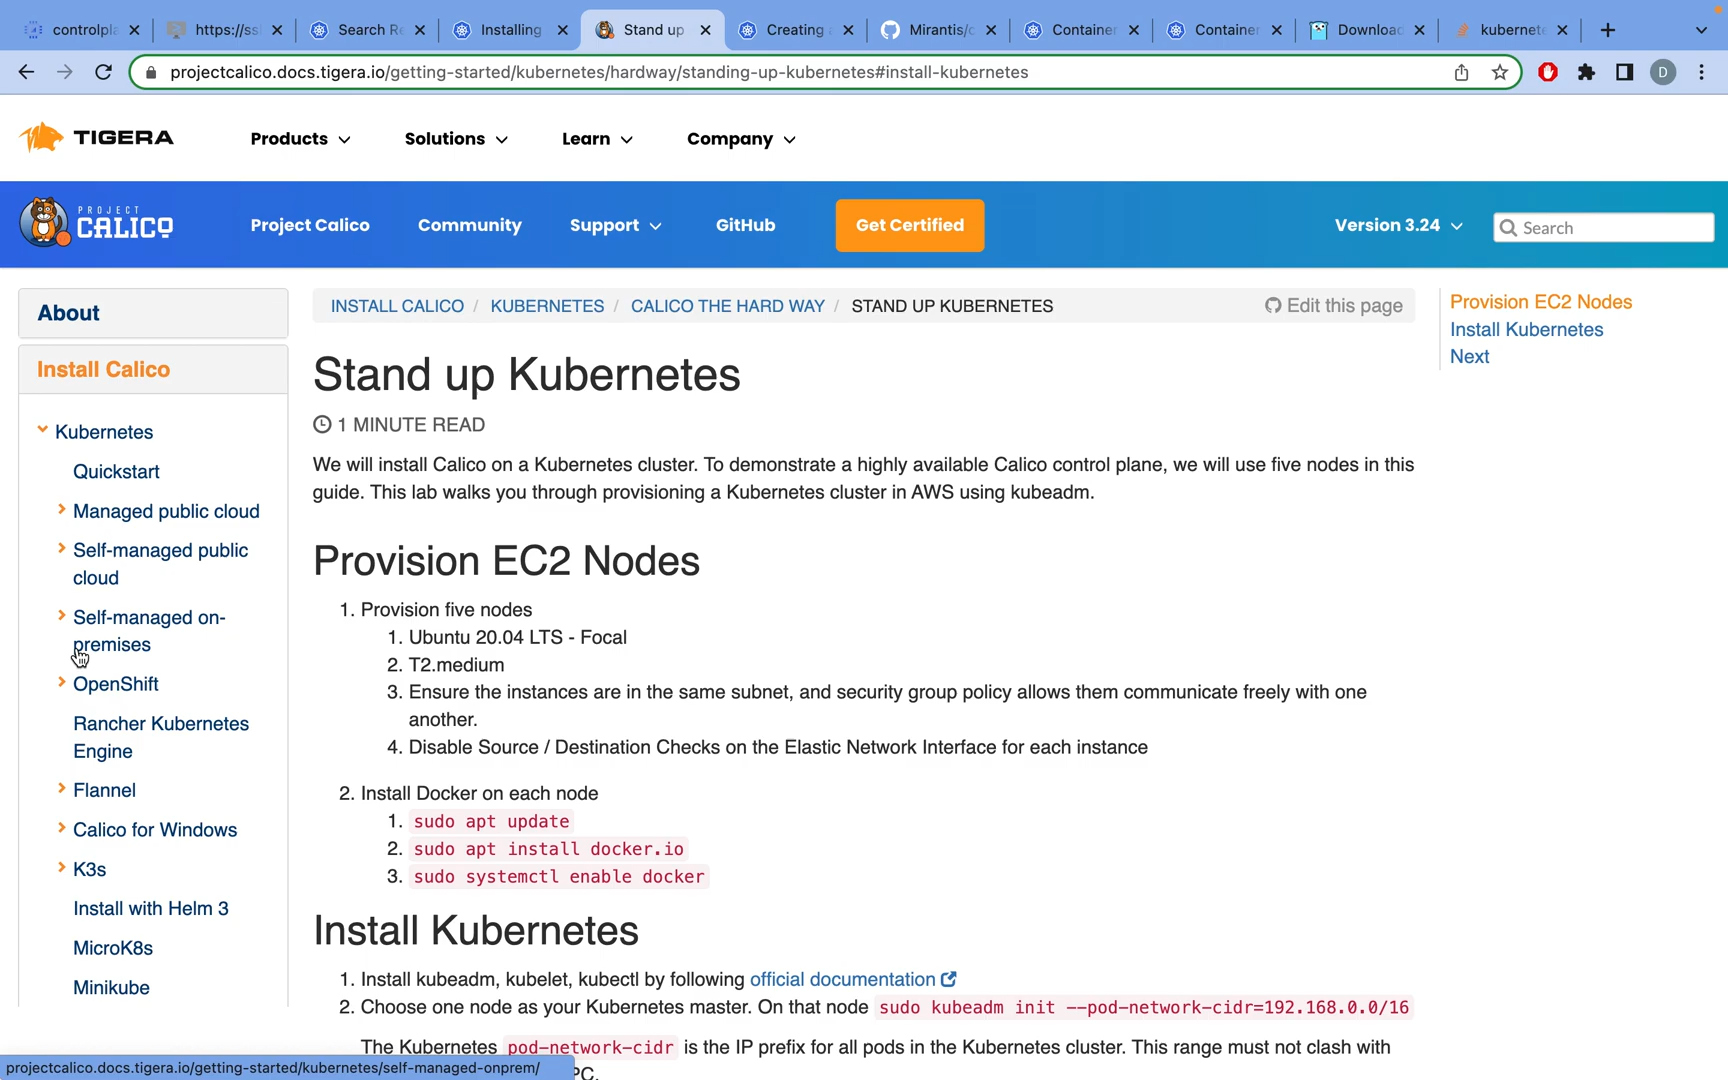 controlpla
https://ssl
Search Re
Installing
Stand up
Creating a
Mirantis/c
Container
Container
Download
kubernete
projectcalico.docs.tigera.io/getting-started/kubernetes/hardway/standing-up-kubernetes#install-kubernetes
D
TIGERA
Products
Solutions
Learn
Company
PROJECT
CALICO
Project Calico
Community
Support
GitHub
Get Certified
Version 3.24
Search
About
Install Calico
Kubernetes
Quickstart
Managed public cloud
Self-managed public
cloud
Self-managed on-
premises
OpenShift
Rancher Kubernetes
Engine
Flannel
Calico for Windows
K3s
Install with Helm 3
MicroK8s
Minikube
INSTALL CALICO / KUBERNETES / CALICO THE HARD WAY / STAND UP KUBERNETES
Edit this page
Stand up Kubernetes
1 MINUTE READ
We will install Calico on a Kubernetes cluster. To demonstrate a highly available Calico control plane, we will use five nodes in this
guide. This lab walks you through provisioning a Kubernetes cluster in AWS using kubeadm.
Provision EC2 Nodes
1. Provision five nodes
1. Ubuntu 20.04 LTS - Focal
2. T2.medium
3. Ensure the instances are in the same subnet, and security group policy allows them communicate freely with one
another.
4. Disable Source / Destination Checks on the Elastic Network Interface for each instance
2. Install Docker on each node
1. sudo apt update
2. sudo apt install docker.io
3. sudo systemctl enable docker
Install Kubernetes
1. Install kubeadm, kubelet, kubectl by following official documentation
2. Choose one node as your Kubernetes master. On that node sudo kubeadm init --pod-network-cidr=192.168.0.0/16
The Kubernetes pod-network-cidr is the IP prefix for all pods in the Kubernetes cluster. This range must not clash with
PC.
Provision EC2 Nodes
Install Kubernetes
Next
projectcalico.docs.tigera.io/getting-started/kubernetes/self-managed-onprem/